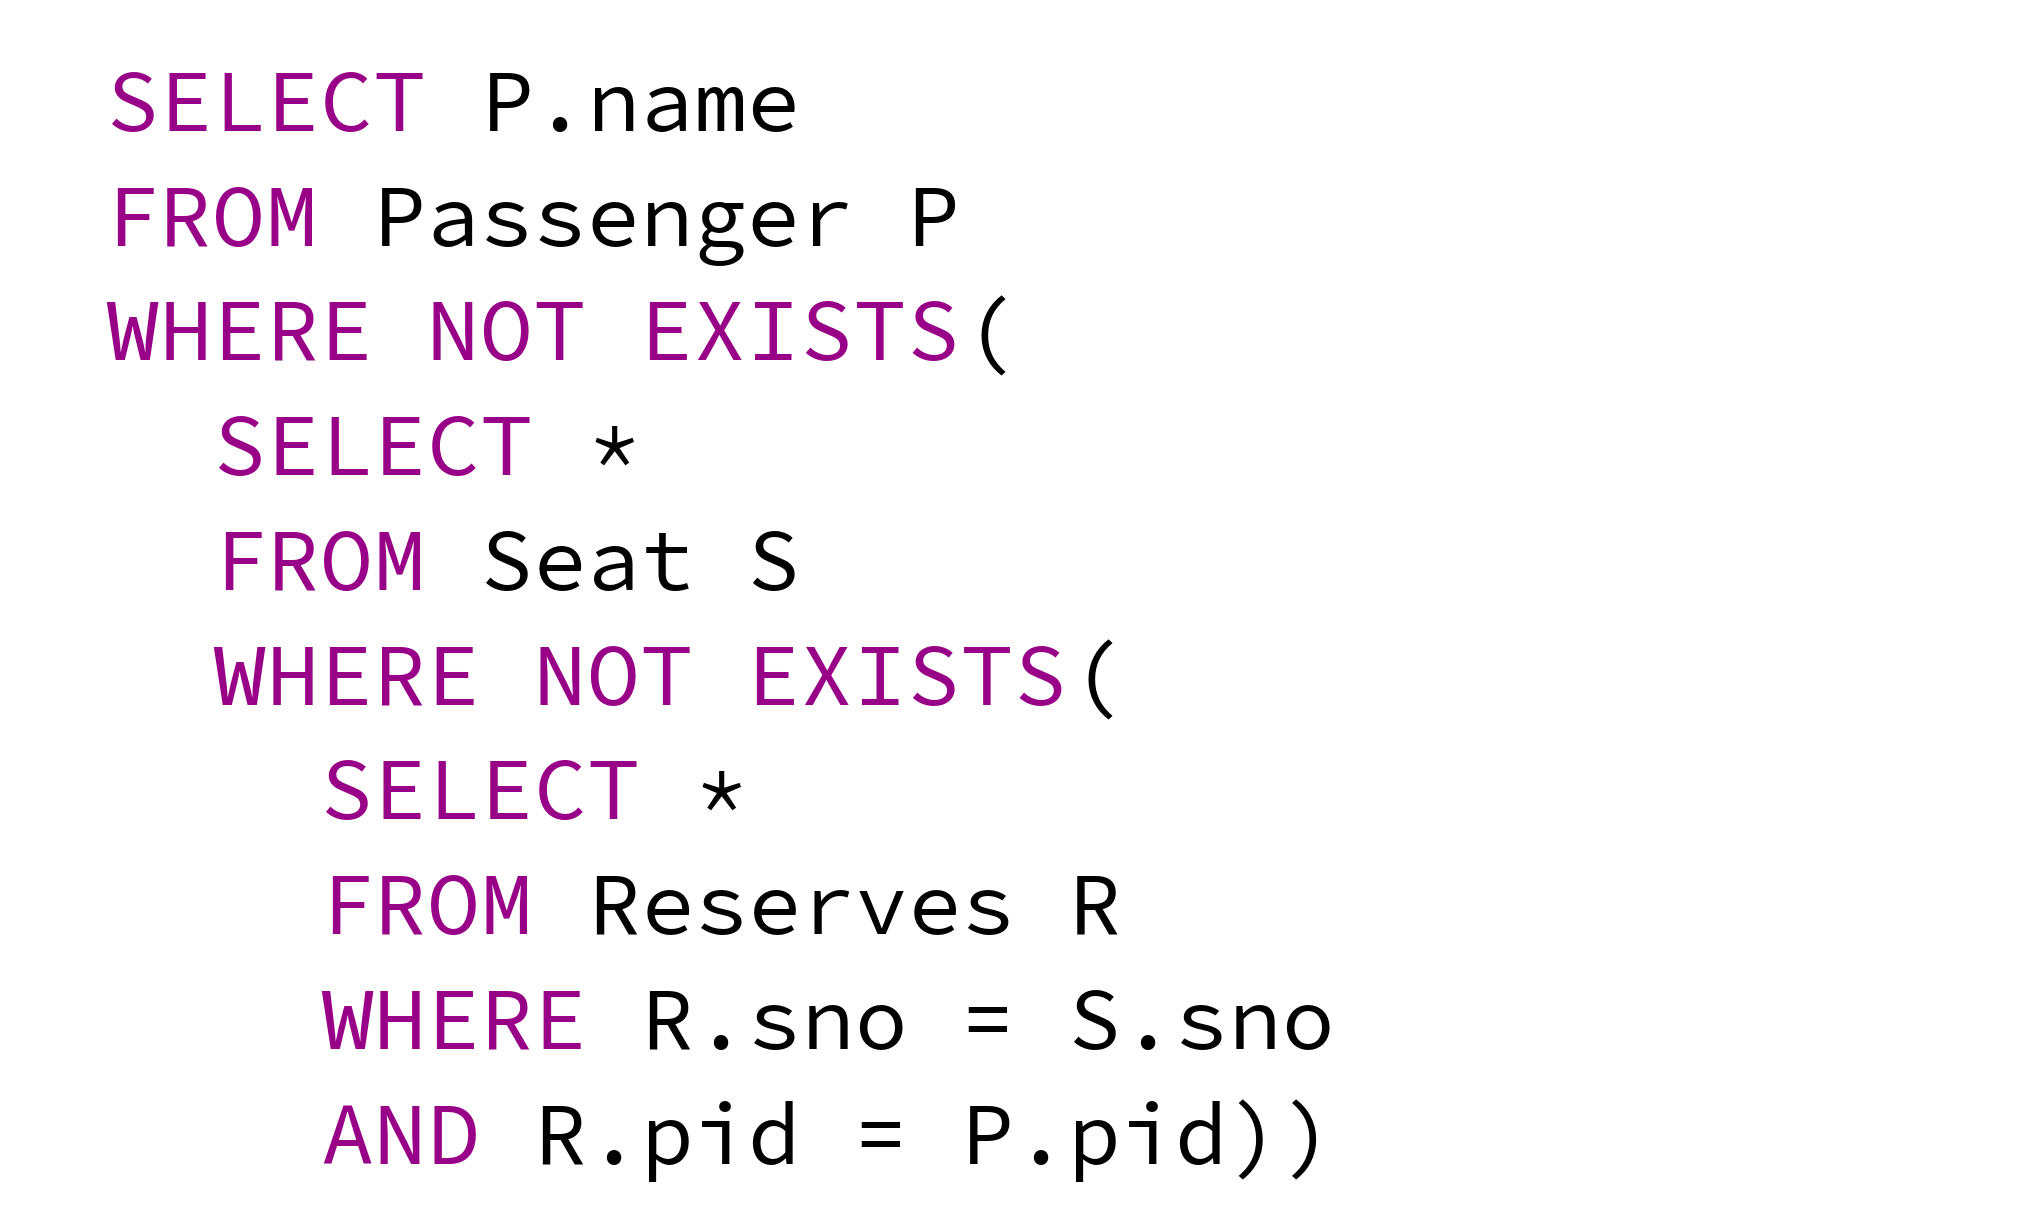 SELECT P.name
FROM Passenger P
WHERE NOT EXISTS(
  SELECT *
  FROM Seat S
  WHERE NOT EXISTS(
    SELECT *
    FROM Reserves R
    WHERE R.sno = S.sno
    AND R.pid = P.pid))